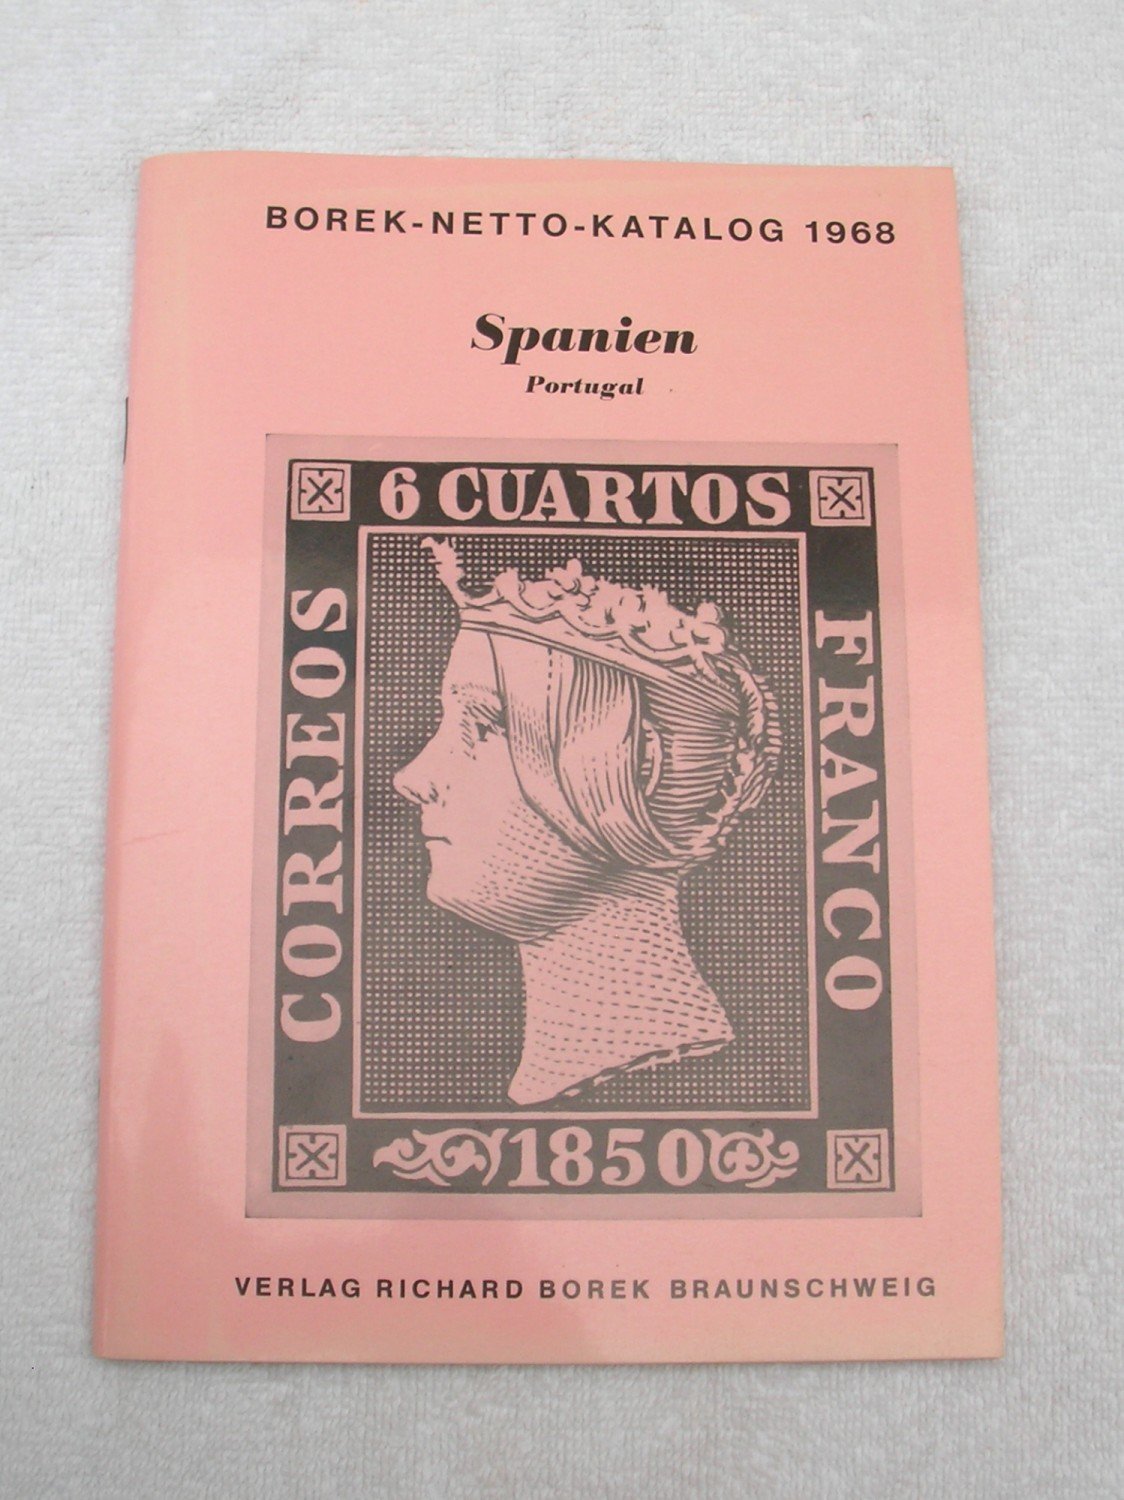 BOREK-NETTO-KATALOG 1968
Spanien
Portugal
6 CUARTOS
CORREOS
FRANCO
1850
VERLAG RICHARD BOREK BRAUNSCHWEIG